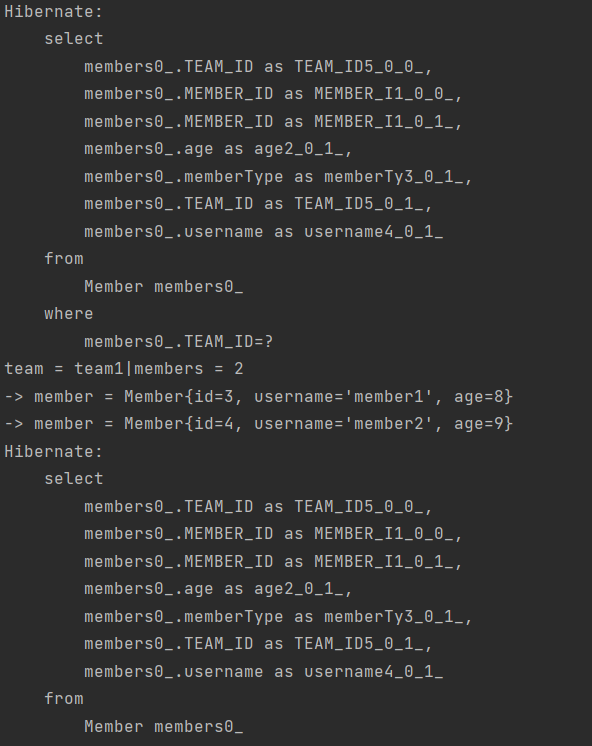 Hibernate:
    select
        members0_.TEAM_ID as TEAM_ID5_0_0_,
        members0_.MEMBER_ID as MEMBER_I1_0_0_,
        members0_.MEMBER_ID as MEMBER_I1_0_1_,
        members0_.age as age2_0_1_,
        members0_.memberType as memberTy3_0_1_,
        members0_.TEAM_ID as TEAM_ID5_0_1_,
        members0_.username as username4_0_1_
    from
        Member members0_
    where
        members0_.TEAM_ID=?
team = team1|members = 2
-> member = Member{id=3, username='member1', age=8}
-> member = Member{id=4, username='member2', age=9}
Hibernate:
    select
        members0_.TEAM_ID as TEAM_ID5_0_0_,
        members0_.MEMBER_ID as MEMBER_I1_0_0_,
        members0_.MEMBER_ID as MEMBER_I1_0_1_,
        members0_.age as age2_0_1_,
        members0_.memberType as memberTy3_0_1_,
        members0_.TEAM_ID as TEAM_ID5_0_1_,
        members0_.username as username4_0_1_
    from
        Member members0_